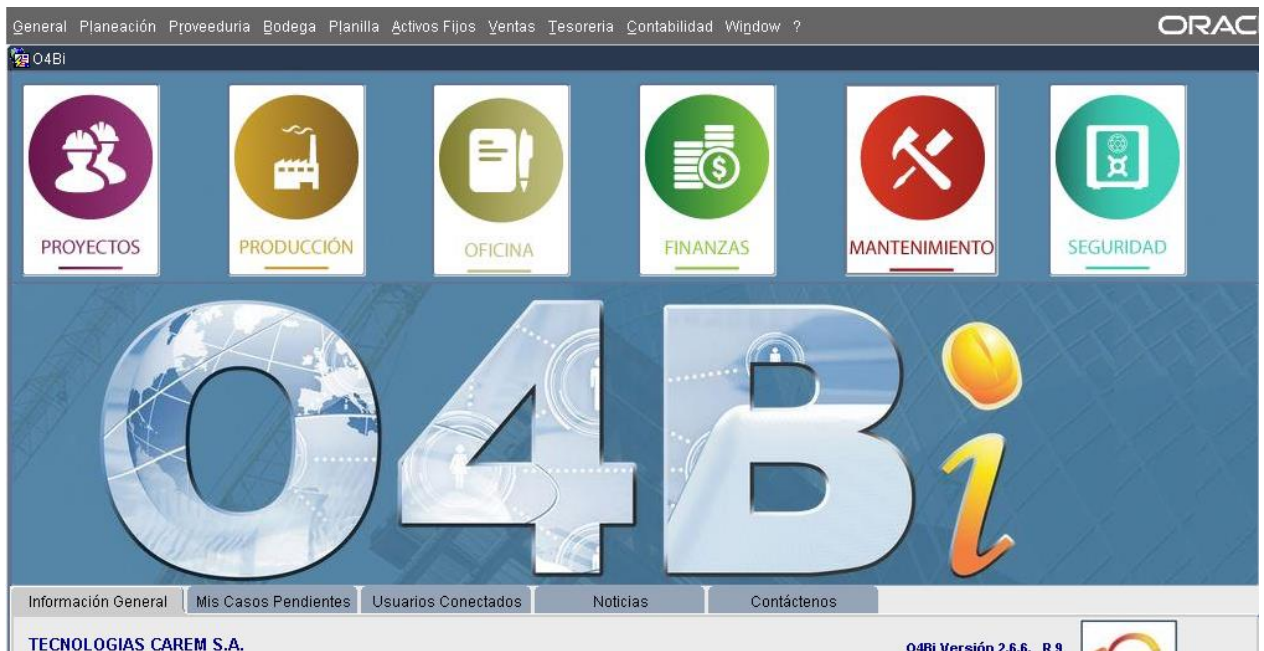 General Planeación Proveeduria Bodega Planilla Activos Fijos Ventas Tesoreria Contabilidad Window ?
ORAC
O4Bi
PROYECTOS PRODUCCIÓN OFICINA FINANZAS MANTENIMIENTO SEGURIDAD
O4Bi
Información General Mis Casos Pendientes Usuarios Conectados Noticias Contáctenos
TECNOLOGIAS CAREM S.A. O4Bi Versión 2.6.6. R 9